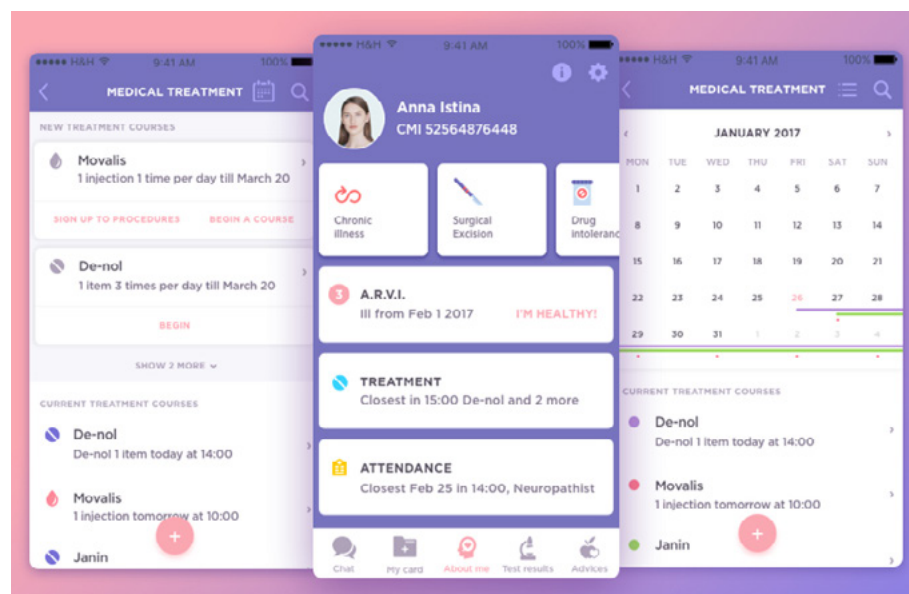 H&H 9:41 AM 100%
MEDICAL TREATMENT
NEW TREATMENT COURSES
Movalis
1 injection 1 time per day till March 20
SIGN UP TO PROCEDURES BEGIN A COURSE
De-nol
1 item 3 times per day till March 20
BEGIN
SHOW 2 MORE
CURRENT TREATMENT COURSES
De-nol
De-nol 1 item today at 14:00
Movalis
1 injection tomorrow at 10:00
Janin
H&H 9:41 AM 100%
Anna Istina
CMI 52564876448
Chronic
Illness
Surgical
Excision
Drug
intoleranc
3 A.R.V.I.
Ill from Feb 1 2017 I'M HEALTHY!
TREATMENT
Closest in 15:00 De-nol and 2 more
ATTENDANCE
Closest Feb 25 in 14:00, Neuropathist
Chat My card About me Test results Advices
H&H 9:41 AM 100%
MEDICAL TREATMENT
JANUARY 2017
MON TUE WED THU FRI SAT SUN
1 2 3 4 5 6 7
8 9 10 11 12 13 14
15 16 17 18 19 20 21
22 23 24 25 26 27 28
29 30 31 1 2 3 4
CURRENT TREATMENT COURSES
De-nol
De-nol 1 item today at 14:00
Movalis
1 injection tomorrow at 10:00
Janin